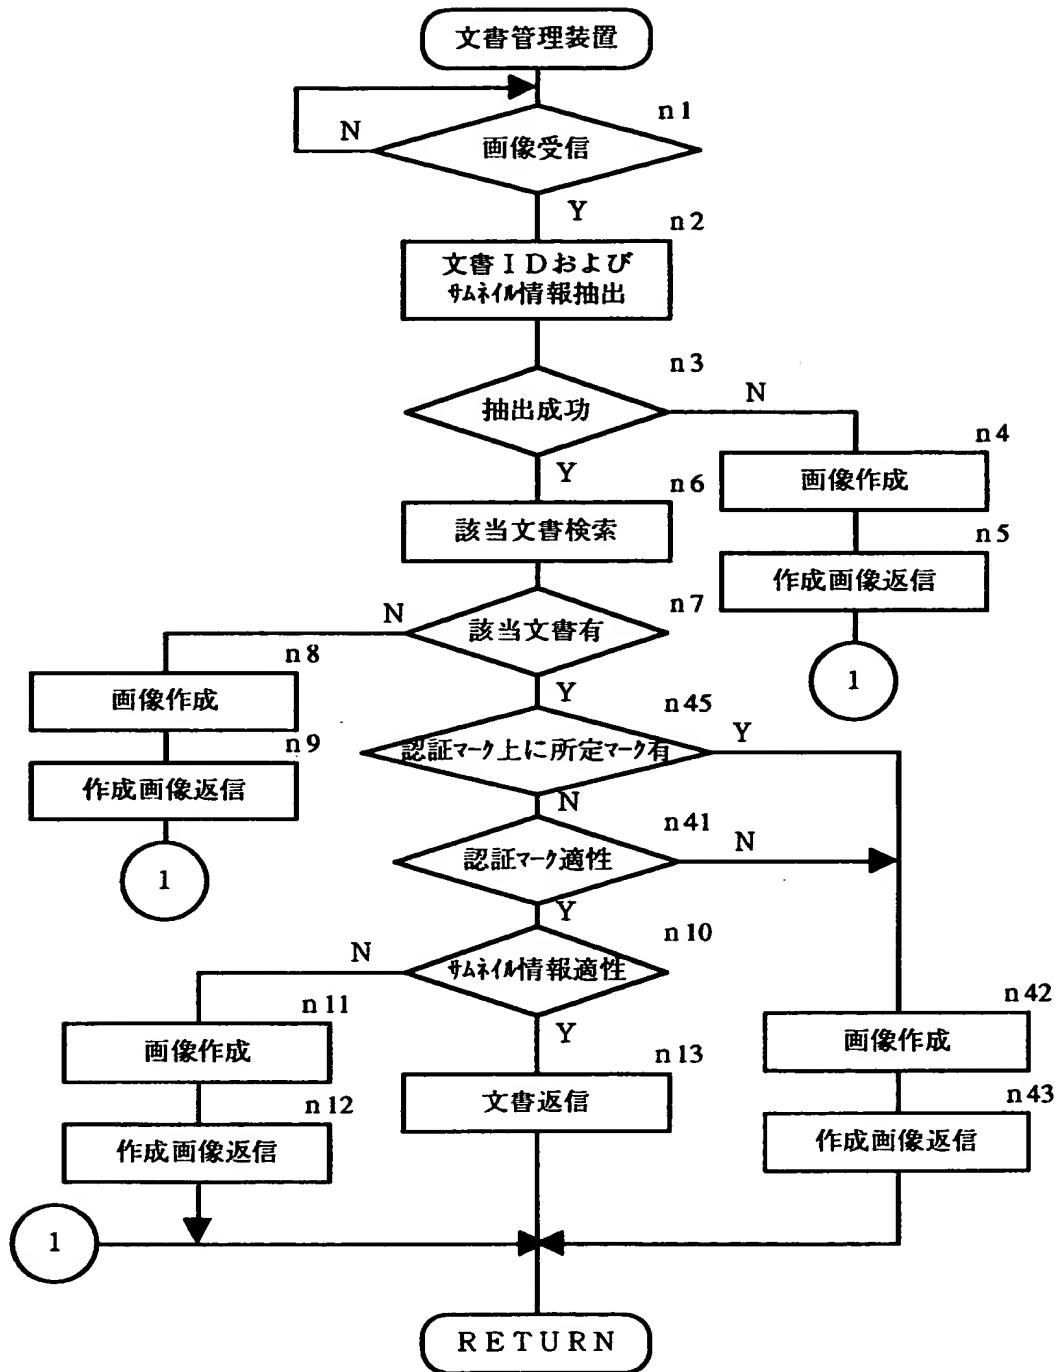 文書管理装置
n1
N
画像受信
Y
n2
文書IDおよび
ｻﾑﾈｲﾙ情報抽出
n3
抽出成功
N
Y
n4
画像作成
n6
該当文書検索
n5
作成画像返信
n7
N
該当文書有
1
n8
画像作成
Y
n45
認証ﾏｰｸ上に所定ﾏｰｸ有
Y
n9
作成画像返信
N
n41
認証ﾏｰｸ適性
N
1
Y
n10
N
ｻﾑﾈｲﾙ情報適性
n11
画像作成
Y
n42
画像作成
n13
文書返信
n12
作成画像返信
n43
作成画像返信
1
RETURN